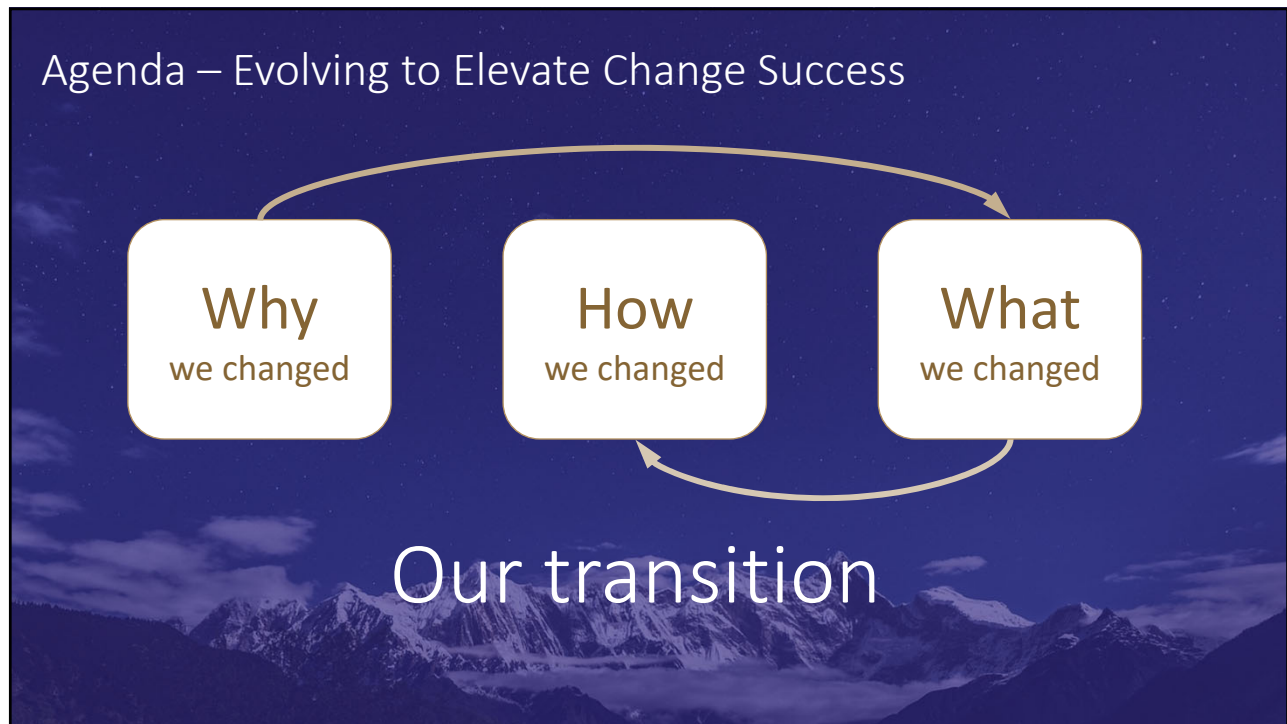 Agenda – Evolving to Elevate Change Success
Why
we changed
How
we changed
What
we changed
Our transition